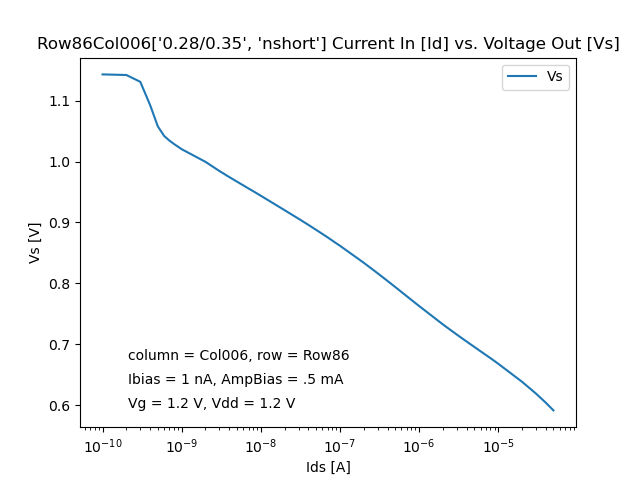 Row86Col006['0.28/0.35', 'nshort'] Current In [Id] vs. Voltage Out [Vs]
Vs
1.1
1.0
0.9
0.8
0.7
0.6
Vs [V]
column = Col006, row = Row86
Ibias = 1 nA, AmpBias = .5 mA
Vg = 1.2 V, Vdd = 1.2 V
10⁻¹⁰ 10⁻⁹ 10⁻⁸ 10⁻⁷ 10⁻⁶ 10⁻⁵
Ids [A]